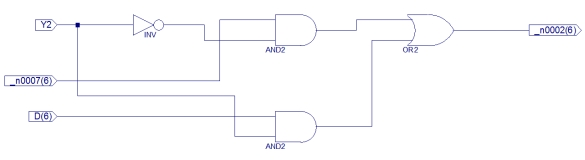 Y2
INV
AND2
OR2
_n0002(6)
_n0007(6)
D(6)
AND2